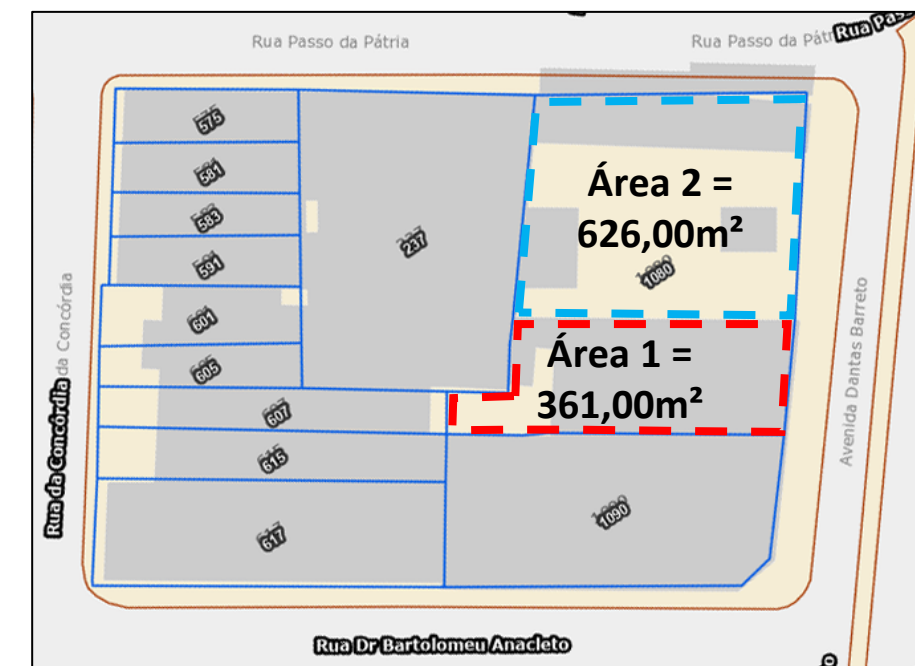 Rua Passo da Pátria
Rua Passo da Pátr
Rua Pas
575
581
583
591
601
605
607
615
617
237
Área 2 =
626,00m²
1080
Área 1 =
361,00m²
1090
da Concórdia
Rua da Concórdia
Avenida Dantas Barreto
Rua Dr Bartolomeu Anacleto